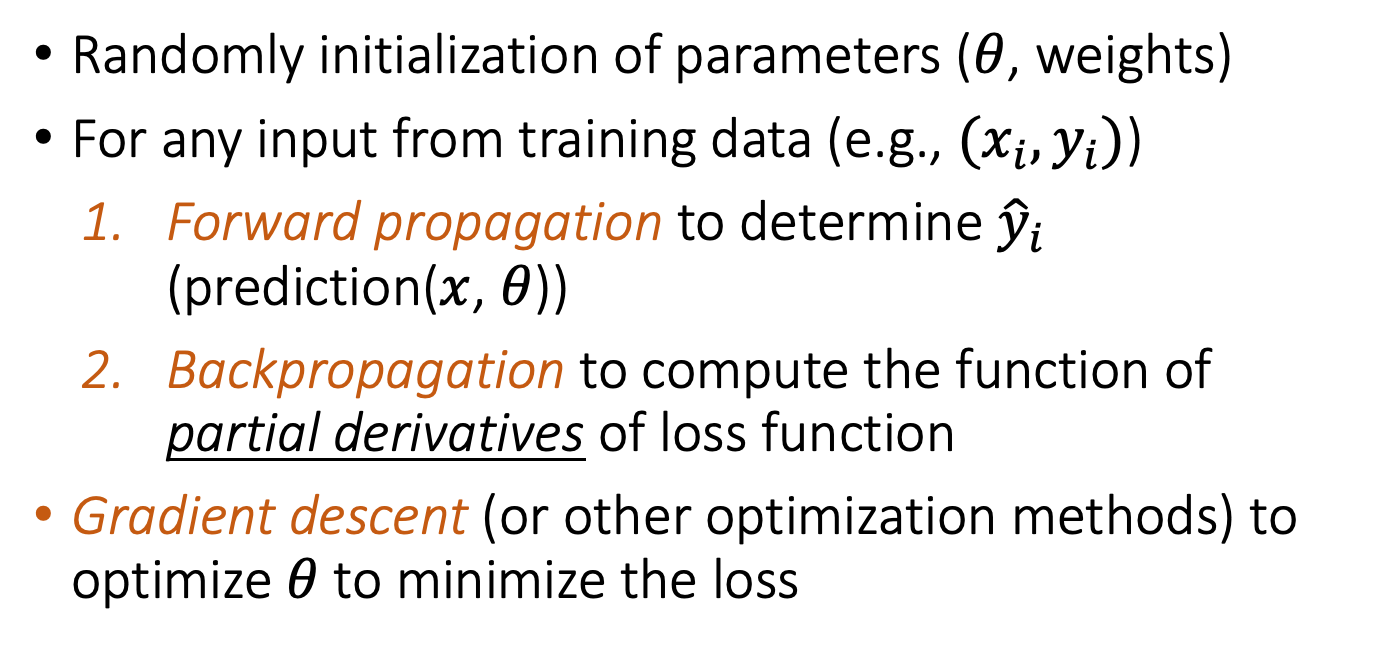 • Randomly initialization of parameters (θ, weights)
• For any input from training data (e.g., (xᵢ, yᵢ))
1. Forward propagation to determine ŷᵢ
(prediction(x, θ))
2. Backpropagation to compute the function of
partial derivatives of loss function
• Gradient descent (or other optimization methods) to
optimize θ to minimize the loss